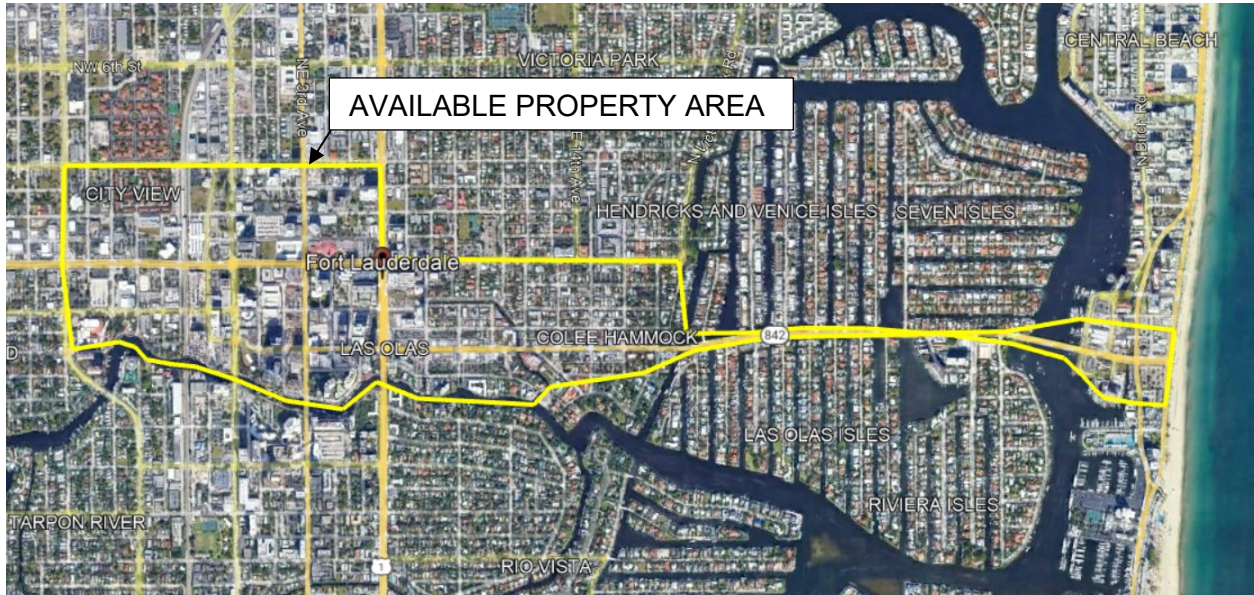 CENTRAL BEACH
VICTORIA PARK
NW 6th St
NE 3rd Ave
AVAILABLE PROPERTY AREA
N Birch Rd
CITY VIEW
HENDRICKS AND VENICE ISLES
SEVEN ISLES
Fort Lauderdale
COLEE HAMMOCK
842
LAS OLAS
D
LAS OLAS ISLES
RIVIERA ISLES
TARPON RIVER
1
RIO VISTA